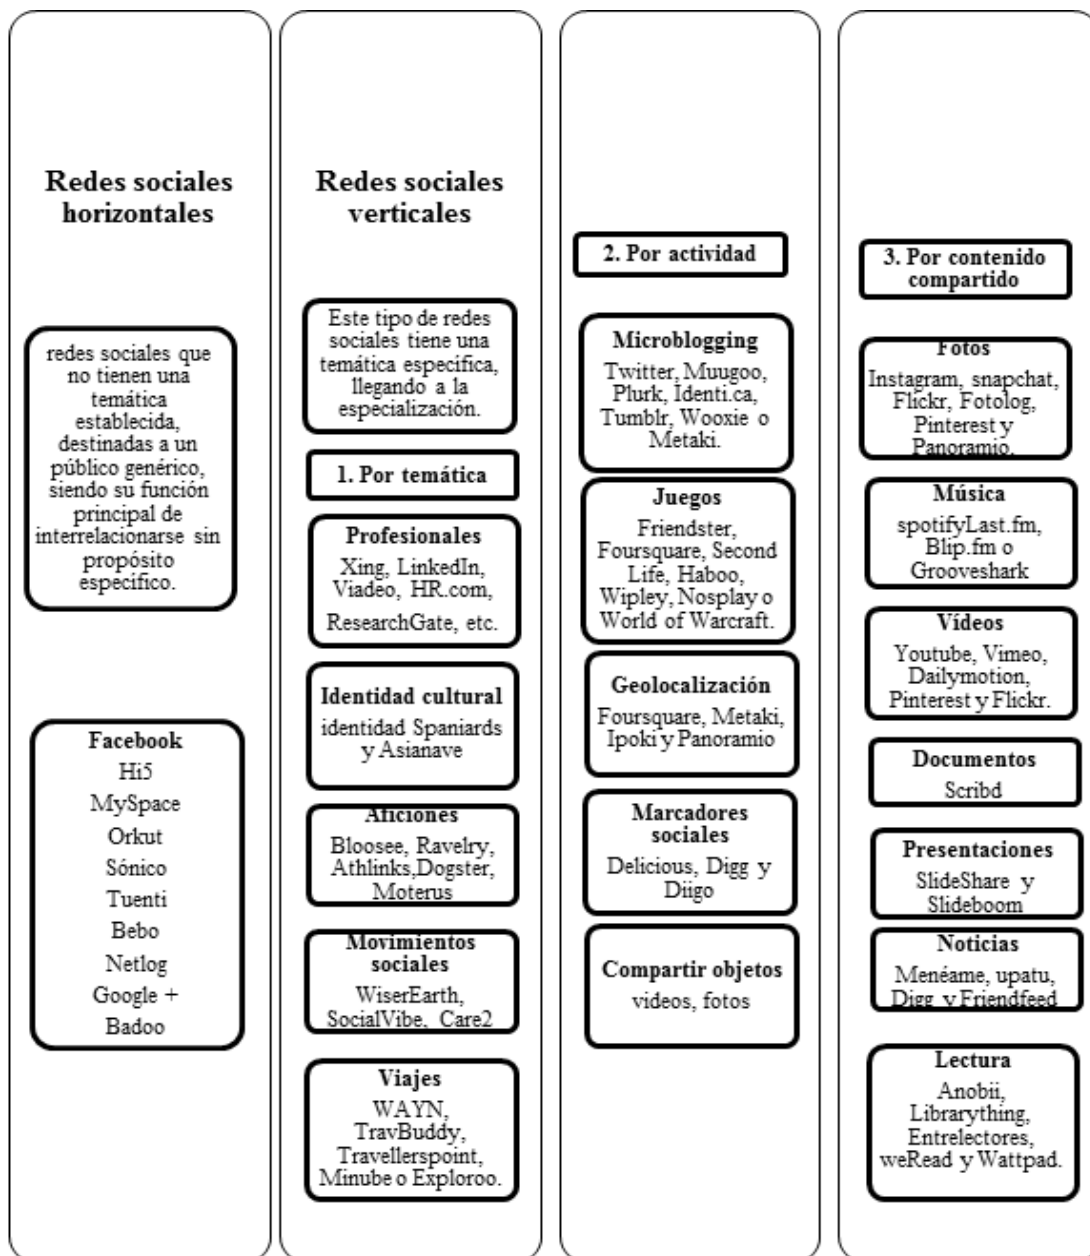 Redes sociales
horizontales
redes sociales que
no tienen una
temática
establecida,
destinadas a un
público genérico,
siendo su función
principal de
interrelacionarse sin
propósito
especifico.
Facebook
Hi5
MySpace
Orkut
Sónico
Tuenti
Bebo
Netlog
Google +
Badoo
Redes sociales
verticales
Este tipo de redes
sociales tiene una
temática especifica,
llegando a la
especialización.
1. Por temática
Profesionales
Xing, LinkedIn,
Viadeo, HR.com,
ResearchGate, etc.
Identidad cultural
identidad Spaniards
y Asianave
Aficiones
Bloosee, Ravelry,
Athlinks,Dogster,
Moterus
Movimientos
sociales
WiserEarth,
SocialVibe, Care2
Viajes
WAYN,
TravBuddy,
Travellerspoint,
Minube o Exploroo.
2. Por actividad
Microblogging
Twitter, Muugoo,
Plurk, Identi.ca,
Tumblr, Wooxie o
Metaki.
Juegos
Friendster,
Foursquare, Second
Life, Haboo,
Wipley, Nosplay o
World of Warcraft.
Geolocalización
Foursquare, Metaki,
Ipoki y Panoramio
Marcadores
sociales
Delicious, Digg y
Diigo
Compartir objetos
videos, fotos
3. Por contenido
compartido
Fotos
Instagram, snapchat,
Flickr, Fotolog,
Pinterest y
Panoramio.
Música
spotifyLast.fm,
Blip.fm o
Grooveshark
Vídeos
Youtube, Vimeo,
Dailymotion,
Pinterest y Flickr.
Documentos
Scribd
Presentaciones
SlideShare y
Slideboom
Noticias
Menéame, upatu,
Digg y Friendfeed
Lectura
Anobii,
Librarything,
Entrelectores,
weRead y Wattpad.